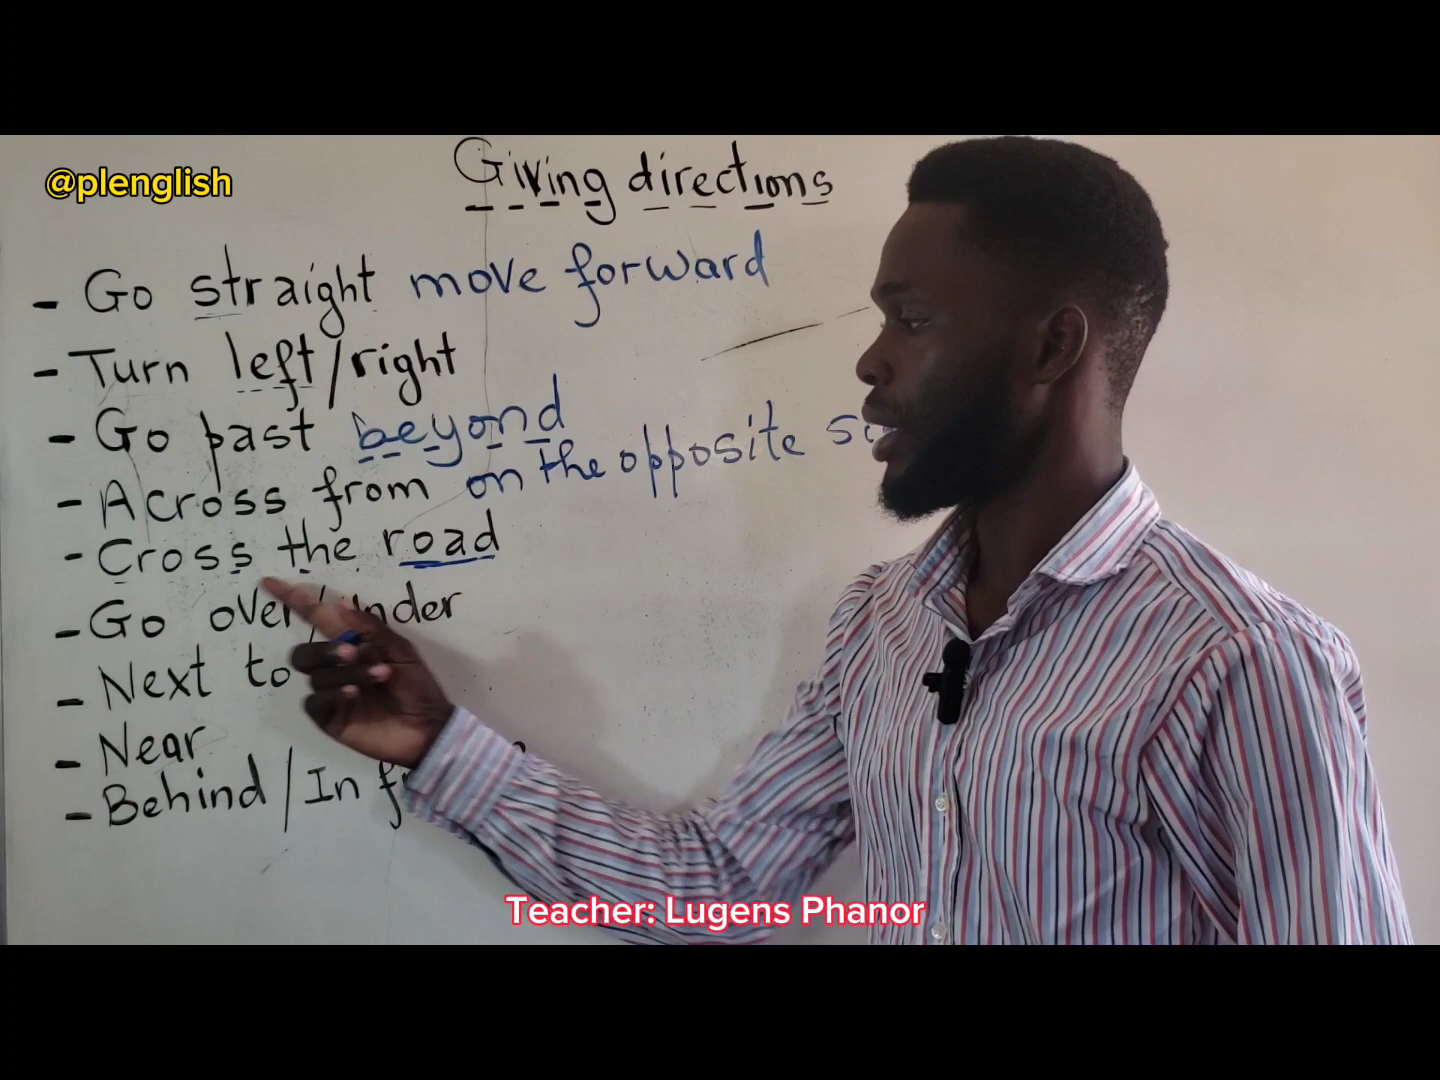 @plenglish
Giving directions
- Go straight move forward
- Turn left/right
- Go past beyond
- Across from on the opposite
- Cross the road
- Go over/under
- Next to
- Near
- Behind/In
Teacher: Lugens Phanor